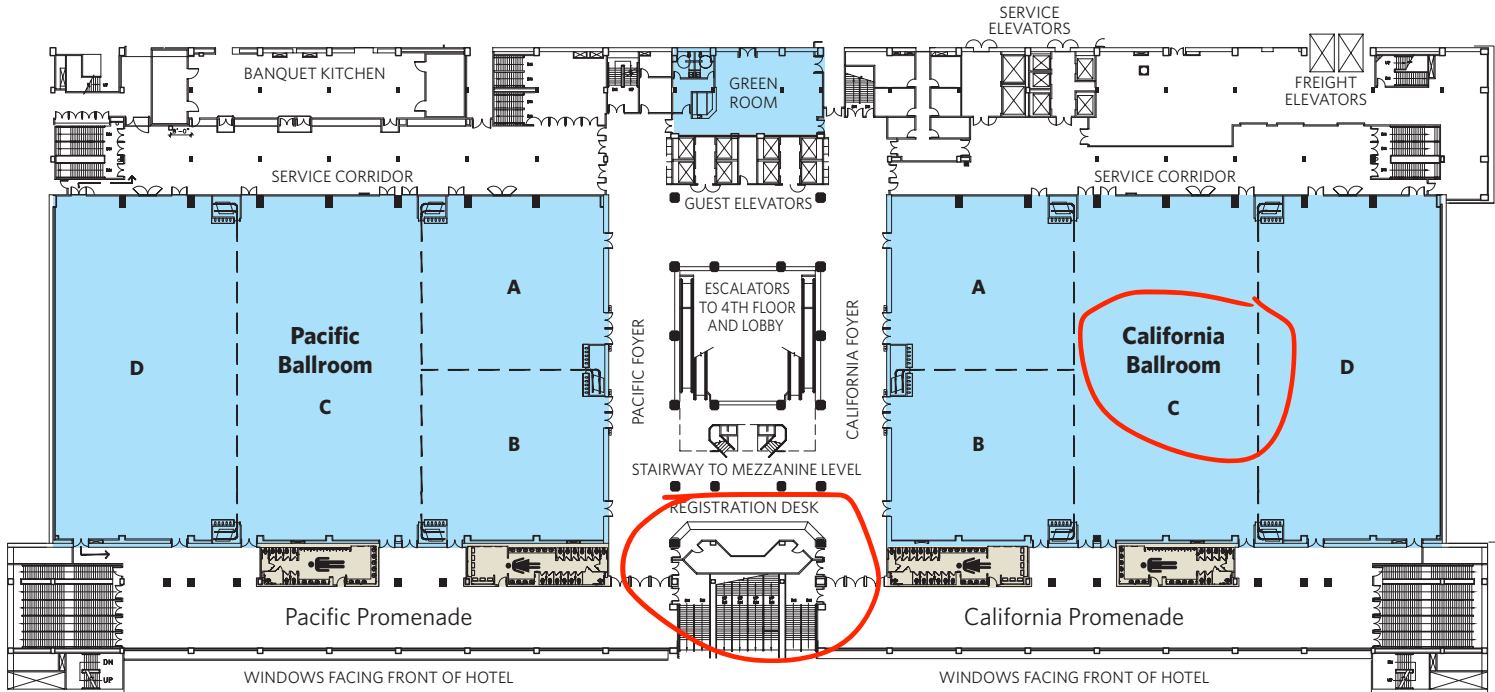 SERVICE
ELEVATORS
BANQUET KITCHEN
GREEN
ROOM
FREIGHT
ELEVATORS
SERVICE CORRIDOR
SERVICE CORRIDOR
GUEST ELEVATORS
A
A
ESCALATORS
TO 4TH FLOOR
AND LOBBY
PACIFIC FOYER
CALIFORNIA FOYER
Pacific
Ballroom
California
Ballroom
D
D
C
C
B
B
STAIRWAY TO MEZZANINE LEVEL
REGISTRATION DESK
Pacific Promenade
California Promenade
DN
UP
DN
UP
WINDOWS FACING FRONT OF HOTEL
WINDOWS FACING FRONT OF HOTEL